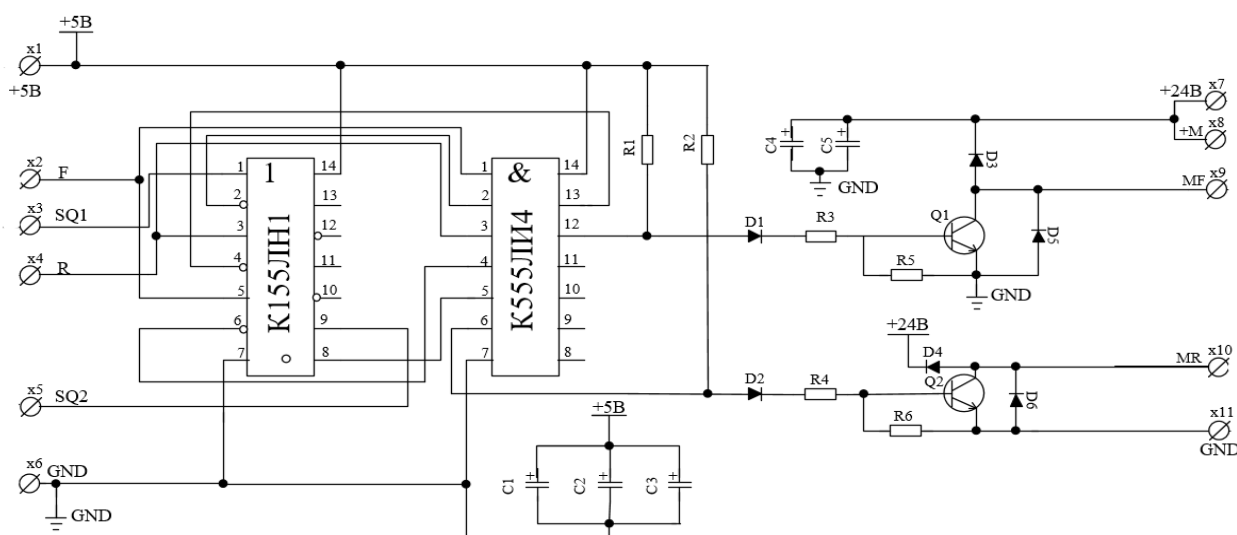 +5В
x1
+5В
x2
F
x3
SQ1
x4
R
x5
SQ2
x6
GND
GND
1
К155ЛН1
1
2
3
4
5
6
7
14
13
12
11
10
9
8
&
К555ЛИ4
1
2
3
4
5
6
7
14
13
12
11
10
9
8
R1
R2
+5В
C1
+
C2
+
C3
+
C4
+
C5
+
GND
D1
R3
R5
Q1
D3
D5
GND
+24В
x7
+M
x8
MF
x9
+24В
D4
D2
R4
R6
Q2
D6
MR
x10
x11
GND